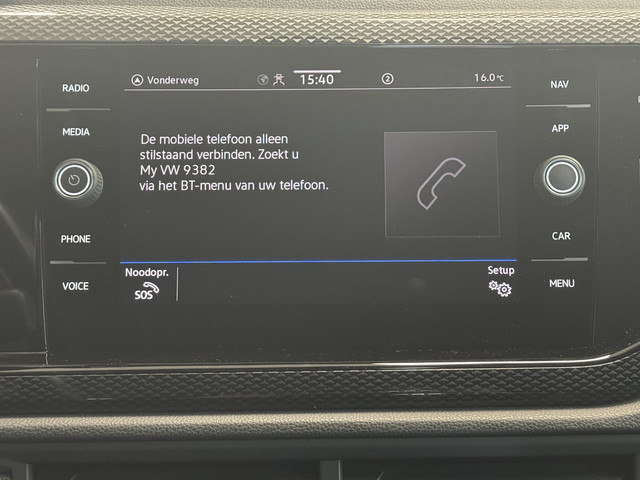 RADIO
MEDIA
PHONE
VOICE
Vonderweg
15:40
2
16.0°C
De mobiele telefoon alleen
stilstaand verbinden. Zoekt u
My VW 9382
via het BT-menu van uw telefoon.
Noodopr.
SOS
Setup
NAV
APP
CAR
MENU